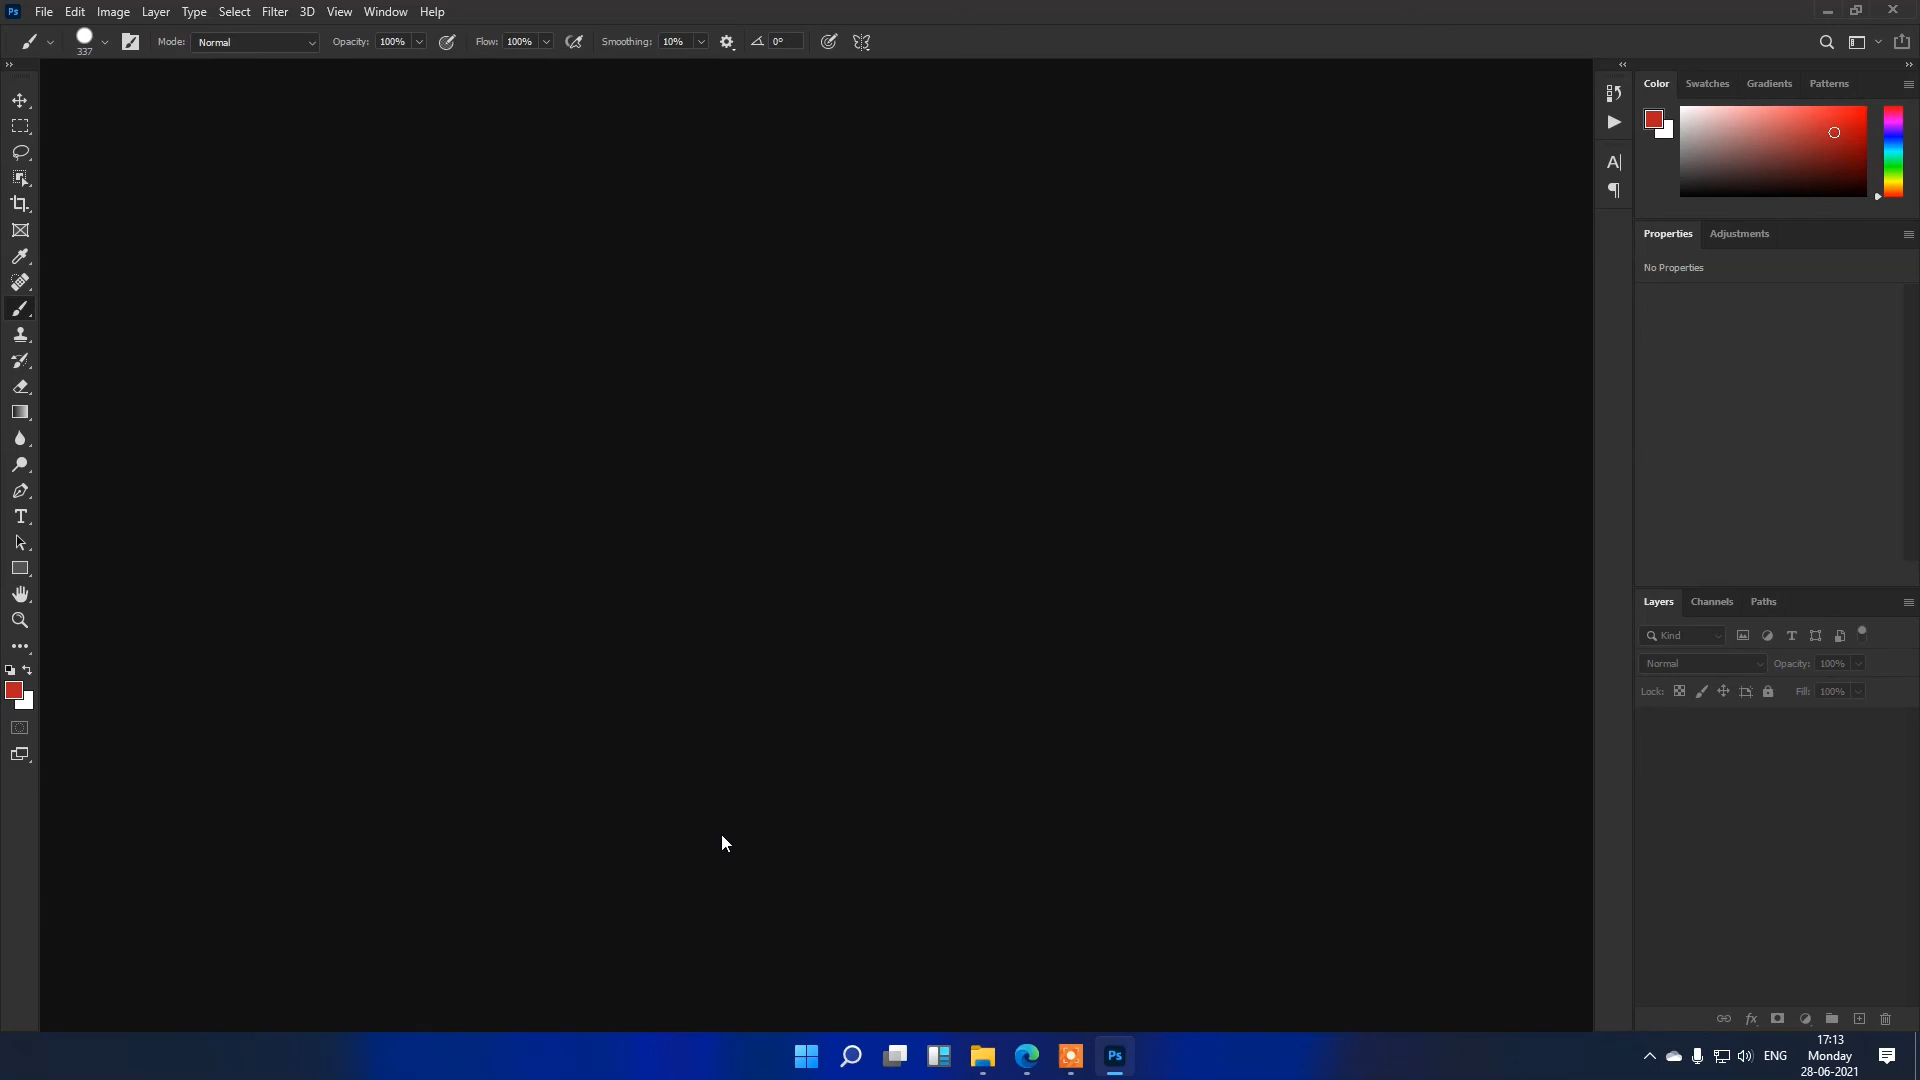 Ps File Edit Image Layer Type Select Filter 3D View Window Help
337 Mode: Normal Opacity: 100% Flow: 100% Smoothing: 10% 0°
Color Swatches Gradients Patterns
Properties Adjustments
No Properties
Layers Channels Paths
Kind
Normal Opacity: 100%
Lock: Fill: 100%
Ps
ENG
17:13
Monday
28-06-2021